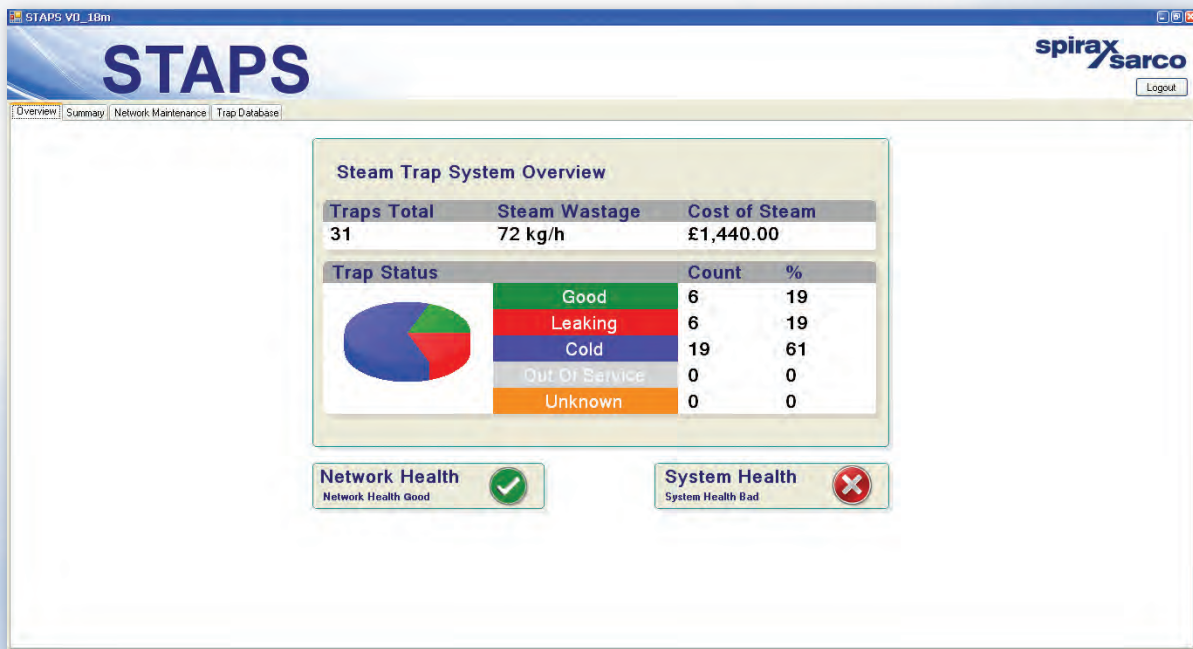 STAPS V0_18m
STAPS
spirax
sarco
Logout
Overview Summary Network Maintenance Trap Database
Steam Trap System Overview
Traps Total Steam Wastage Cost of Steam
31 72 kg/h £1,440.00
Trap Status Count %
Good 6 19
Leaking 6 19
Cold 19 61
Out Of Service 0 0
Unknown 0 0
Network Health
Network Health Good
System Health
System Health Bad